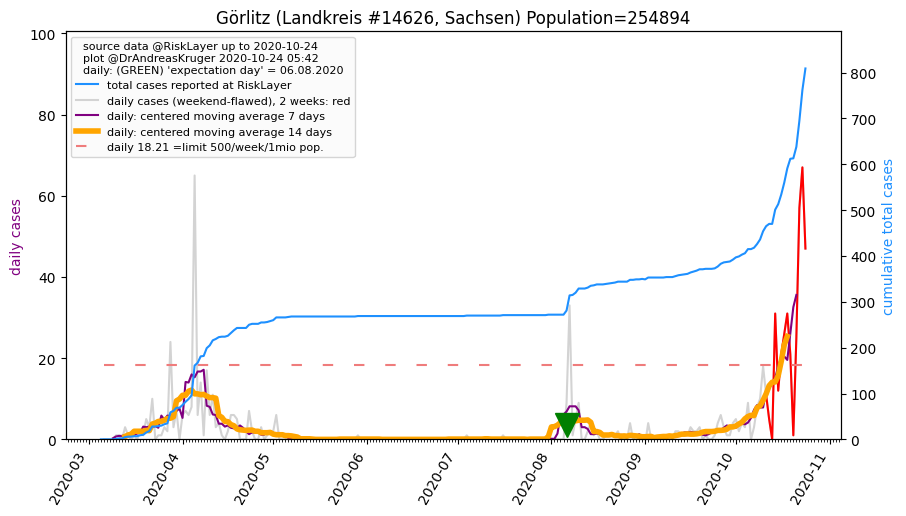 Görlitz (Landkreis #14626, Sachsen) Population=254894
source data @RiskLayer up to 2020-10-24
plot @DrAndreasKruger 2020-10-24 05:42
daily: (GREEN) 'expectation day' = 06.08.2020
total cases reported at RiskLayer
daily cases (weekend-flawed), 2 weeks: red
daily: centered moving average 7 days
daily: centered moving average 14 days
daily 18.21 =limit 500/week/1mio pop.
daily cases
100
80
60
40
20
0
cumulative total cases
800
700
600
500
400
300
200
100
0
2020-03
2020-04
2020-05
2020-06
2020-07
2020-08
2020-09
2020-10
2020-11